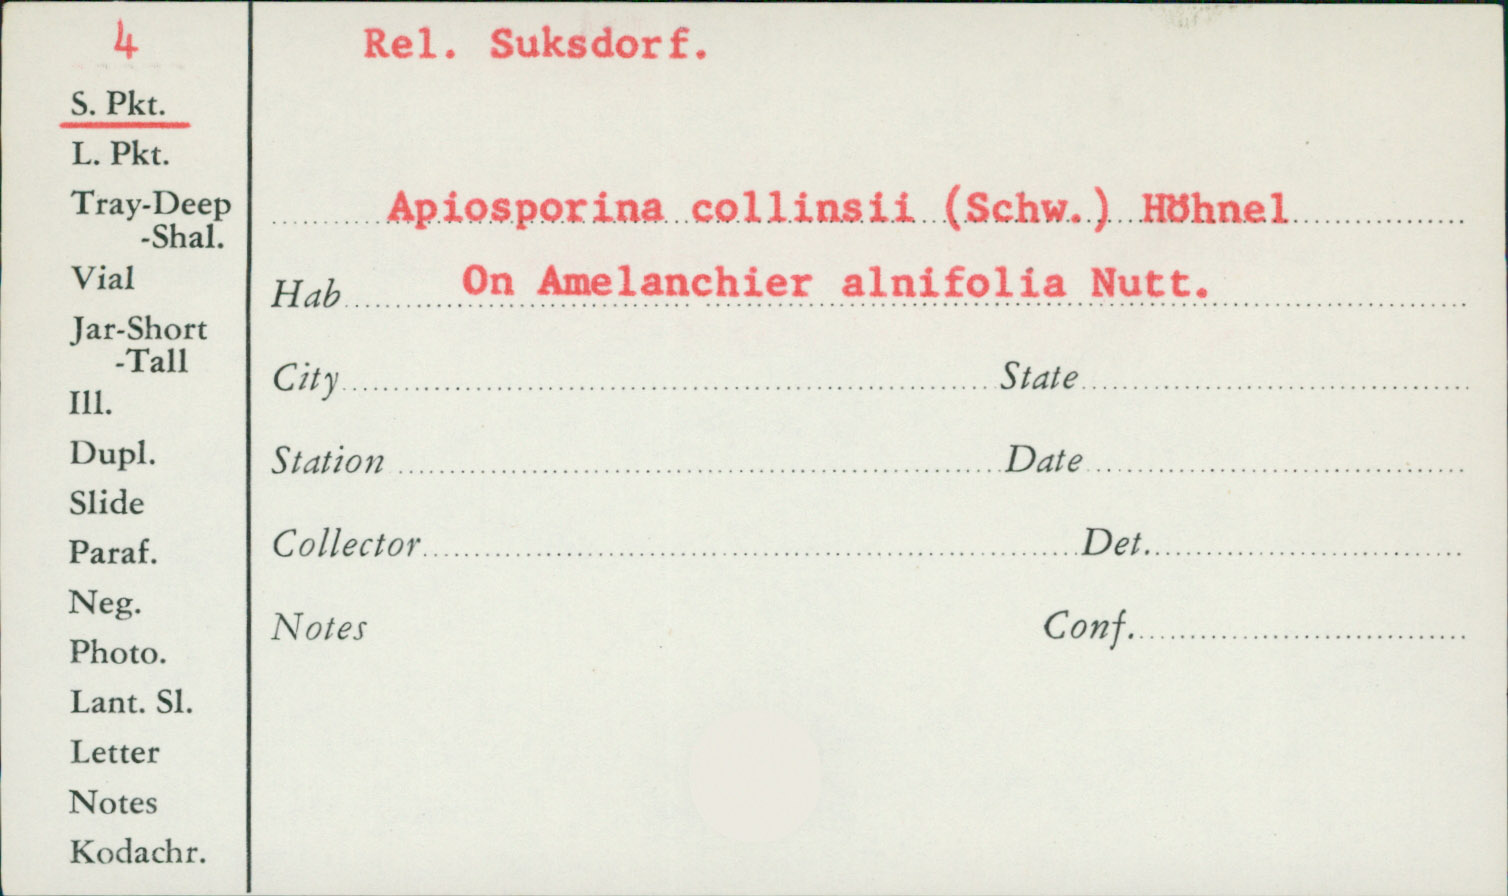 4
S. Pkt.
L. Pkt.
Tray-Deep
-Shal.
Vial
Jar-Short
-Tall
Ill.
Dupl.
Slide
Paraf.
Neg.
Photo.
Lant. Sl.
Letter
Notes
Kodachr.
Rel. Suksdorf.
Apiosporina collinsii (Schw.) Höhnel
Hab On Amelanchier alnifolia Nutt.
City State
Station Date
Collector Det.
Notes Conf.